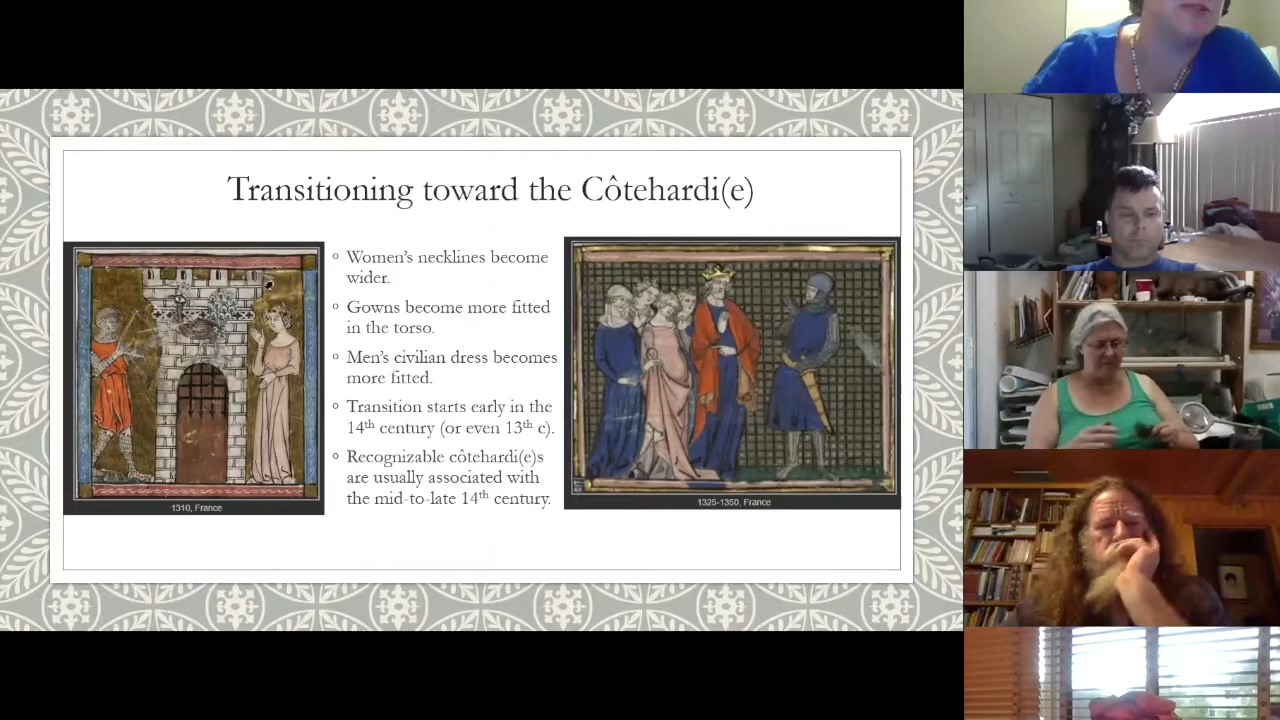 Transitioning toward the Côtehardi(e)
Women's necklines become
wider.
Gowns become more fitted
in the torso.
Men's civilian dress becomes
more fitted.
Transition starts early in the
14th century (or even 13th c).
Recognizable côtehardi(e)s
are usually associated with
the mid-to-late 14th century.
1310, France
1325-1350, France